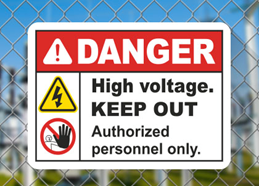 DANGER
High voltage.
KEEP OUT
Authorized
personnel only.